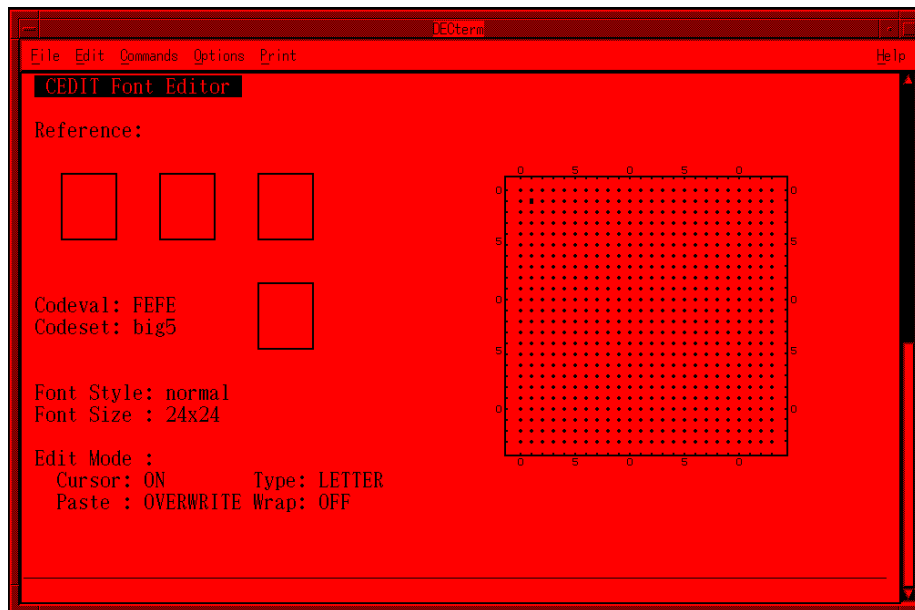 DECterm
File Edit Commands Options Print Help
CEDIT Font Editor
Reference:
0 5 0 5 0
0 0
5 5
0 0
5 5
0 0
0 5 0 5 0
Codeval: FEFE
Codeset: big5
Font Style: normal
Font Size : 24x24
Edit Mode :
Cursor: ON Type: LETTER
Paste : OVERWRITE Wrap: OFF